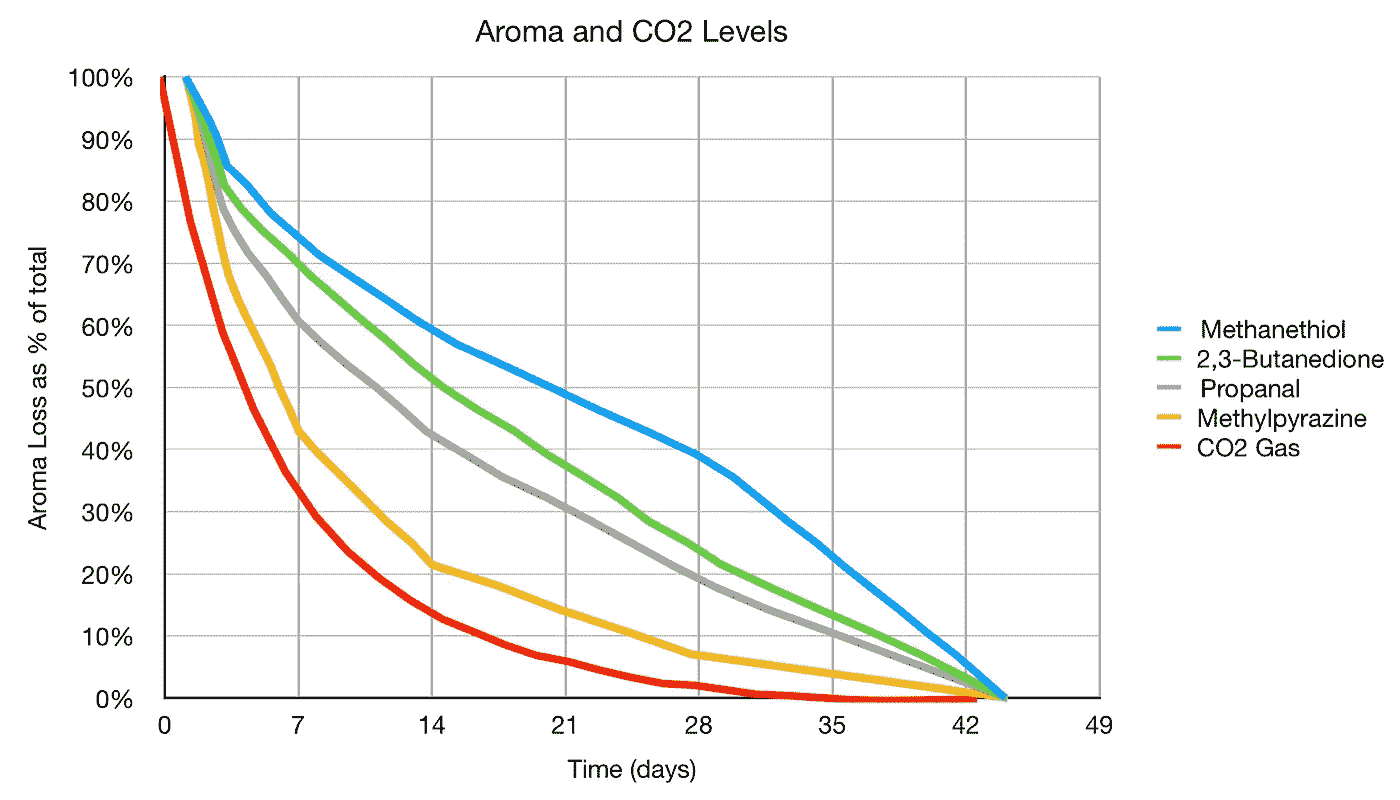 Aroma and CO2 Levels
Aroma Loss as % of total
100%
90%
80%
70%
60%
50%
40%
30%
20%
10%
0%
0 7 14 21 28 35 42 49
Time (days)
Methanethiol
2,3-Butanedione
Propanal
Methylpyrazine
CO2 Gas